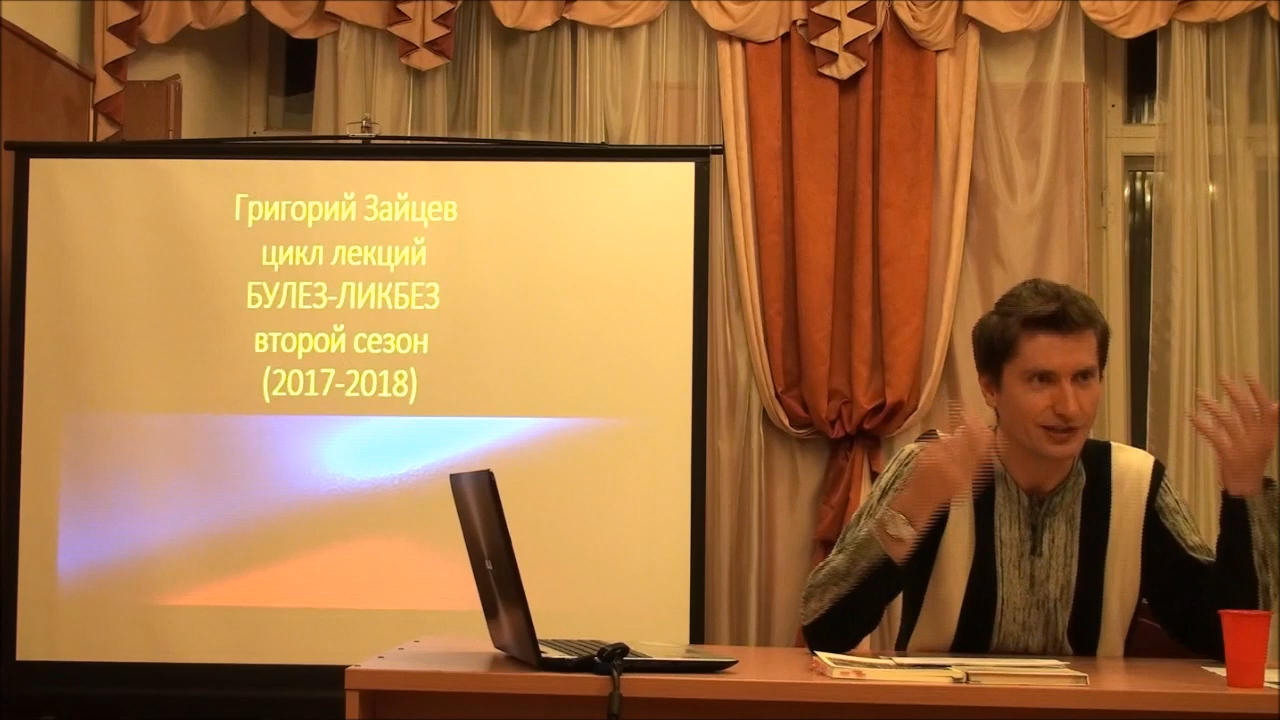 Григорий Зайцев
цикл лекций
БУЛЕЗ-ЛИКБЕЗ
второй сезон
(2017-2018)